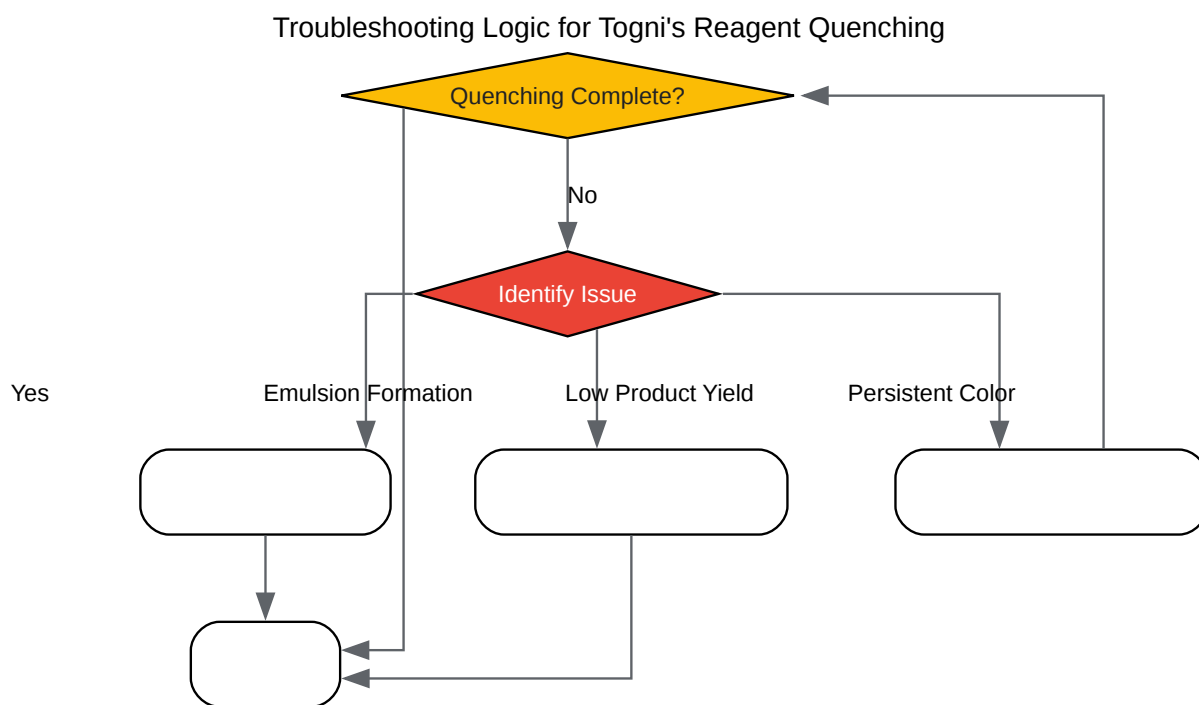 Troubleshooting Logic for Togni's Reagent Quenching
Quenching Complete?
No
Identify Issue
Yes
Emulsion Formation
Low Product Yield
Persistent Color